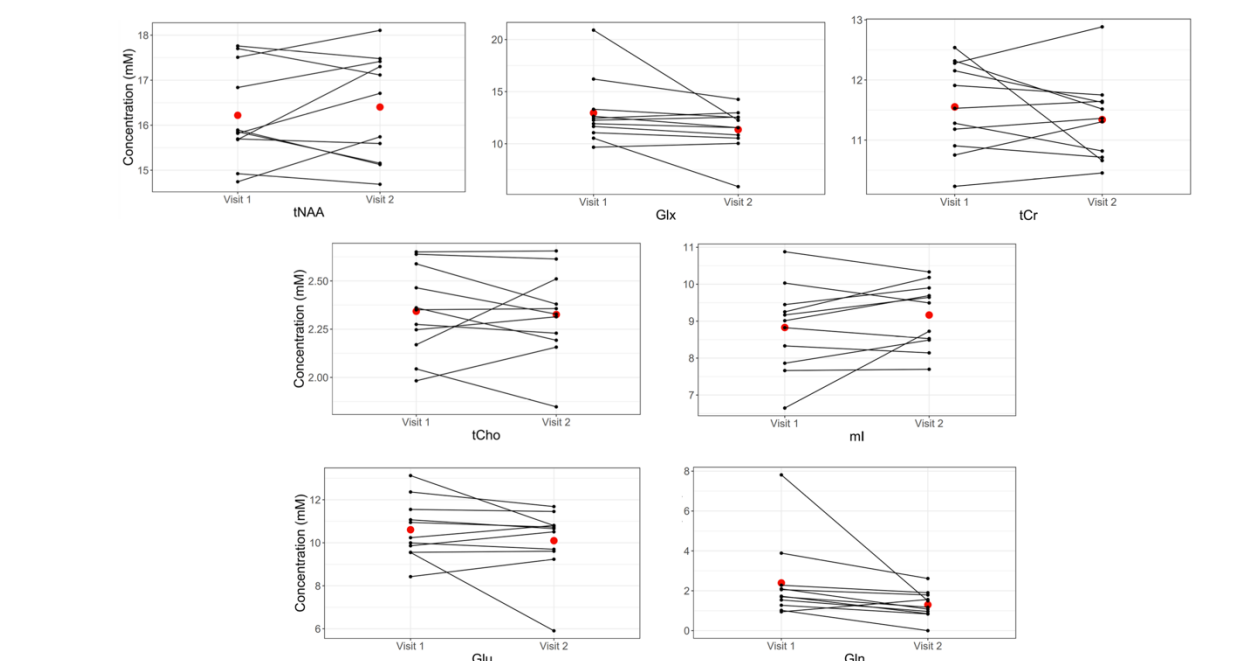 Concentration (mM)
18
17
16
15
Visit 1
Visit 2
tNAA
20
15
10
Visit 1
Visit 2
Glx
13
12
11
Visit 1
Visit 2
tCr
Concentration (mM)
2.50
2.25
2.00
Visit 1
Visit 2
tCho
11
10
9
8
7
Visit 1
Visit 2
mI
Concentration (mM)
12
10
8
6
Visit 1
Visit 2
Glu
8
6
4
2
0
Visit 1
Visit 2
Gln